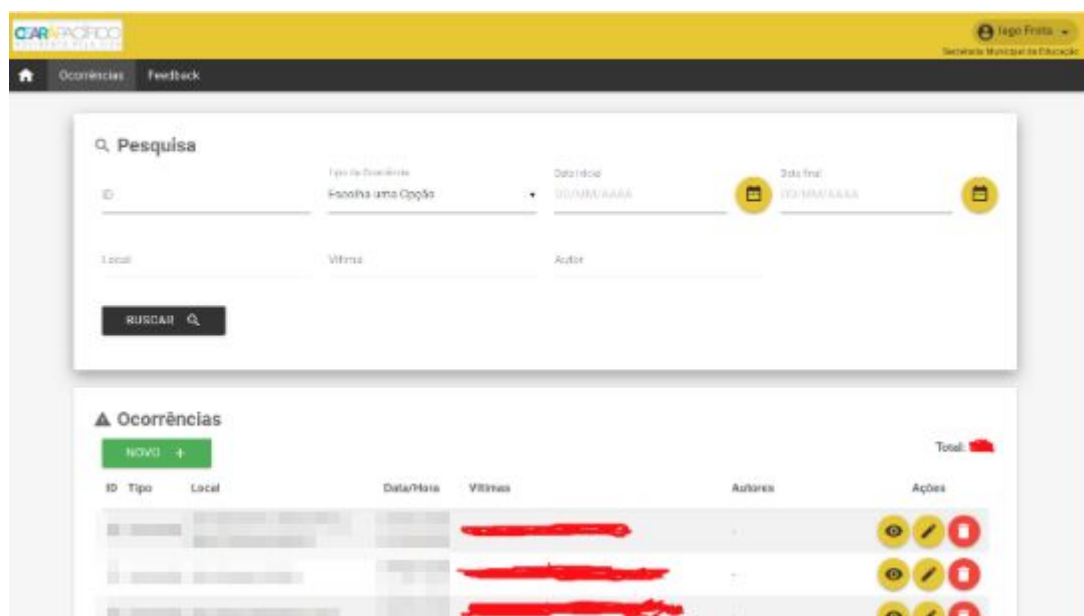 CEARÁPACÍFICO
Iago Frota
Secretaria Municipal da Educação
Ocorrências Feedback
Pesquisa
Tipo de Ocorrência Data inicial Data final
ID Escolha uma Opção DD/MM/AAAA DD/MM/AAAA
Local Vítima Autor
BUSCAR
Ocorrências
NOVO +
Total:
ID Tipo Local Data/Hora Vítimas Autores Ações
-
-